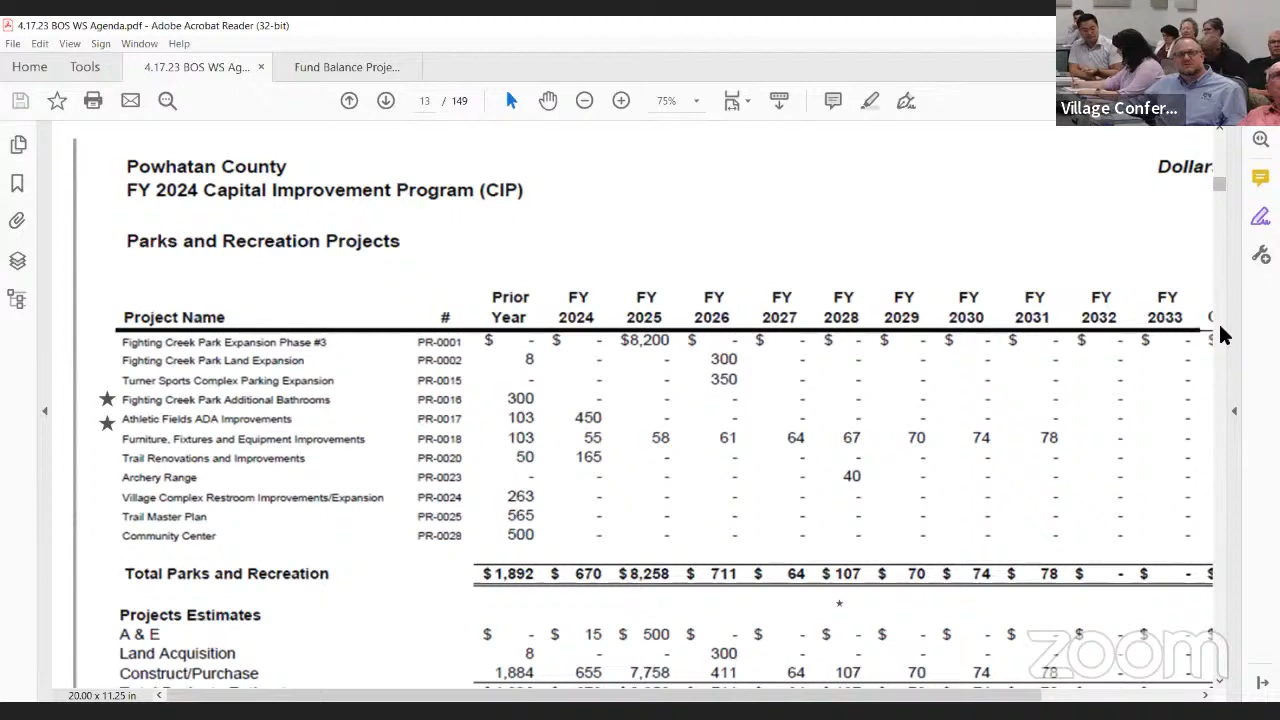 4.17.23 BOS WS Agenda.pdf - Adobe Acrobat Reader (32-bit)
File Edit View Sign Window Help
Home Tools 4.17.23 BOS WS Ag... × Fund Balance Proje...
13 / 149 75%
Village Confer...
Powhatan County Dollar
FY 2024 Capital Improvement Program (CIP)
Parks and Recreation Projects
Prior FY FY FY FY FY FY FY FY FY FY
Project Name # Year 2024 2025 2026 2027 2028 2029 2030 2031 2032 2033
Fighting Creek Park Expansion Phase #3 PR-0001 $ - $ - $8,200 $ - $ - $ - $ - $ - $ - $ - $ - $
Fighting Creek Park Land Expansion PR-0002 8 - - 300 - - - - - - -
Turner Sports Complex Parking Expansion PR-0015 - - - 350 - - - - - - -
★ Fighting Creek Park Additional Bathrooms PR-0016 300 - - - - - - - - - -
★ Athletic Fields ADA Improvements PR-0017 103 450 - - - - - - - - -
Furniture, Fixtures and Equipment Improvements PR-0018 103 55 58 61 64 67 70 74 78 - -
Trail Renovations and Improvements PR-0020 50 165 - - - - - - - - -
Archery Range PR-0023 - - - - - 40 - - - - -
Village Complex Restroom Improvements/Expansion PR-0024 263 - - - - - - - - - -
Trail Master Plan PR-0025 565 - - - - - - - - - -
Community Center PR-0028 500 - - - - - - - - - -
Total Parks and Recreation $1,892 $ 670 $8,258 $ 711 $ 64 $ 107 $ 70 $ 74 $ 78 $ - $ - $
★
Projects Estimates
A & E $ - $ 15 $ 500 $ - $ - $ - $ - $ - $ - $ - $ -
Land Acquisition 8 - - 300 - - - - - - -
Construct/Purchase 1,884 655 7,758 411 64 107 70 74 78 - -
zoom
20.00 x 11.25 in